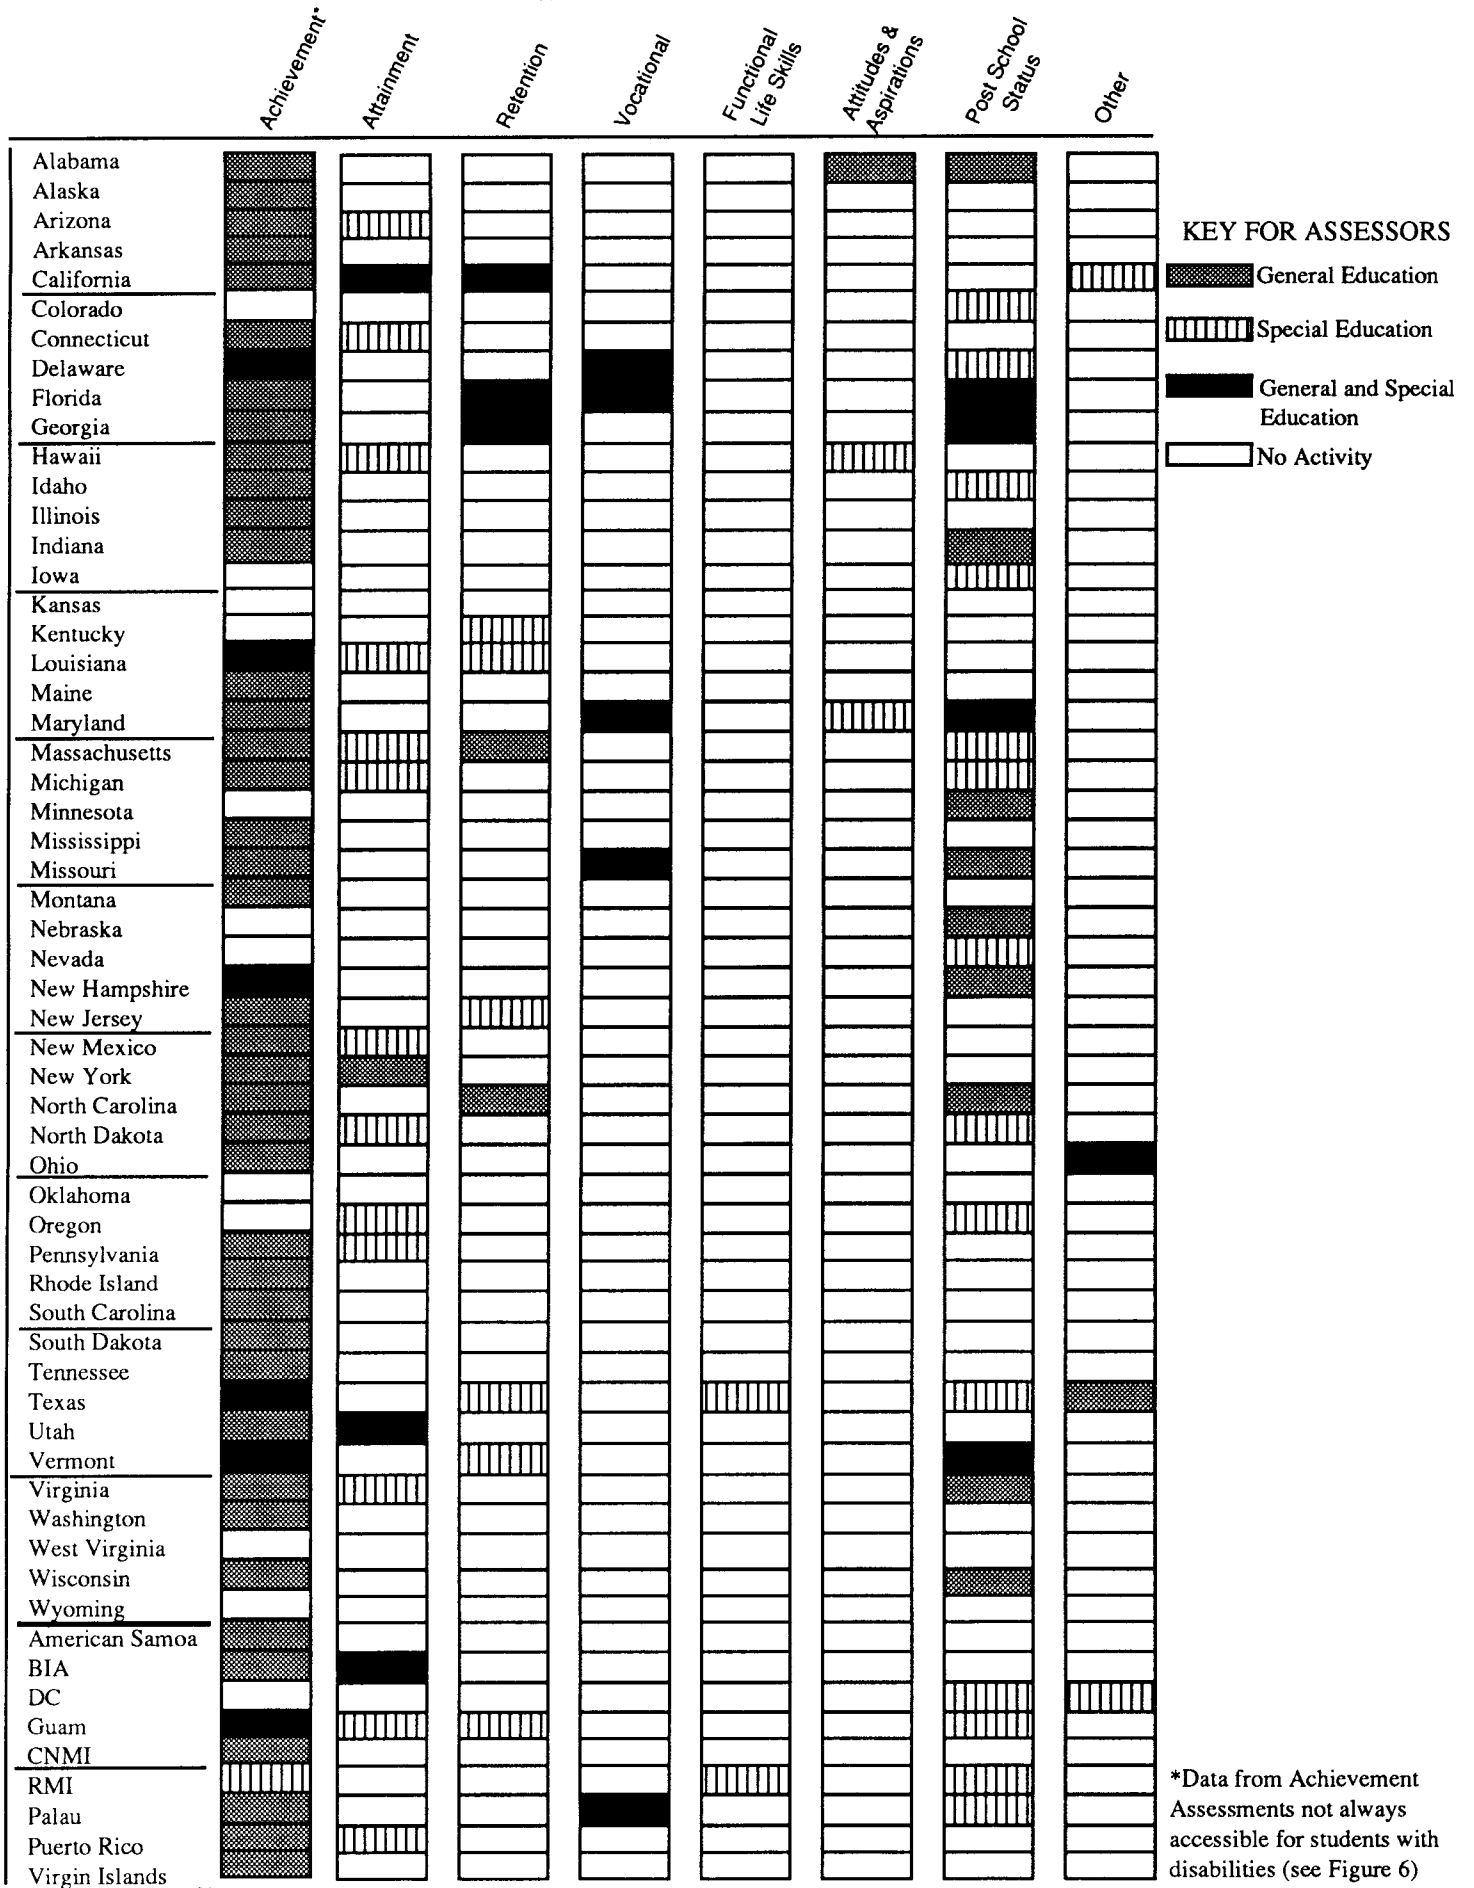 Achievement*
Attainment
Retention
Vocational
Functional
Life Skills
Attitudes &
Aspirations
Post School
Status
Other
Alabama
Alaska
Arizona
Arkansas
California
Colorado
Connecticut
Delaware
Florida
Georgia
Hawaii
Idaho
Illinois
Indiana
Iowa
Kansas
Kentucky
Louisiana
Maine
Maryland
Massachusetts
Michigan
Minnesota
Mississippi
Missouri
Montana
Nebraska
Nevada
New Hampshire
New Jersey
New Mexico
New York
North Carolina
North Dakota
Ohio
Oklahoma
Oregon
Pennsylvania
Rhode Island
South Carolina
South Dakota
Tennessee
Texas
Utah
Vermont
Virginia
Washington
West Virginia
Wisconsin
Wyoming
American Samoa
BIA
DC
Guam
CNMI
RMI
Palau
Puerto Rico
Virgin Islands
KEY FOR ASSESSORS
General Education
Special Education
General and Special
Education
No Activity
*Data from Achievement
Assessments not always
accessible for students with
disabilities (see Figure 6)